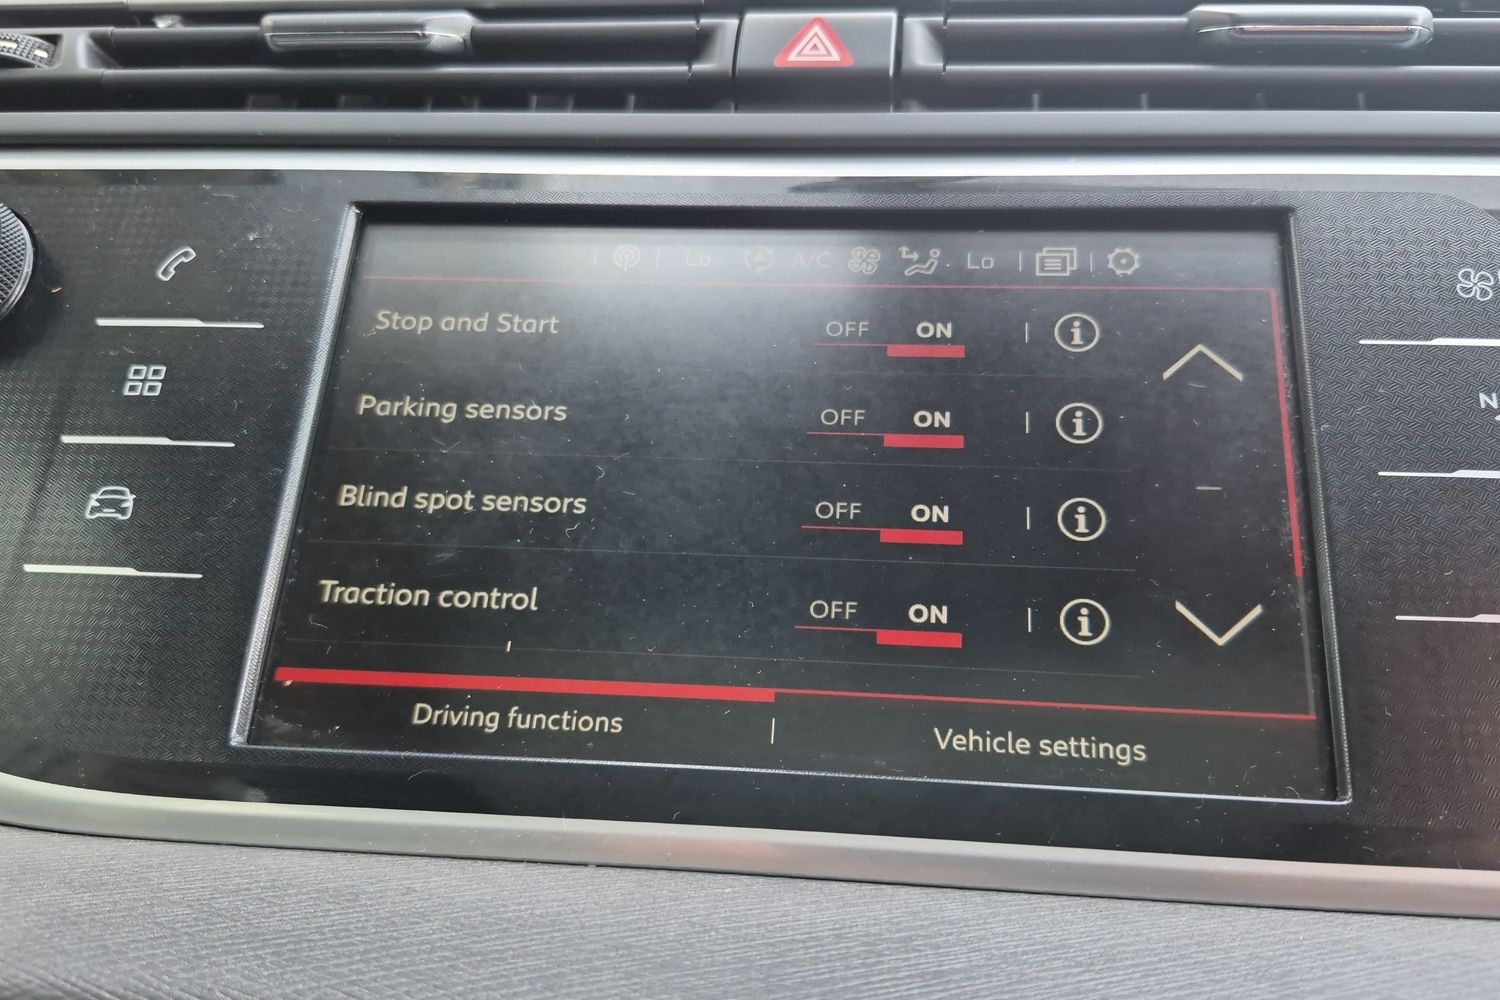 Lo A A/C Lo
Stop and Start OFF ON i
Parking sensors OFF ON i
Blind spot sensors OFF ON i
Traction control OFF ON i
Driving functions Vehicle settings